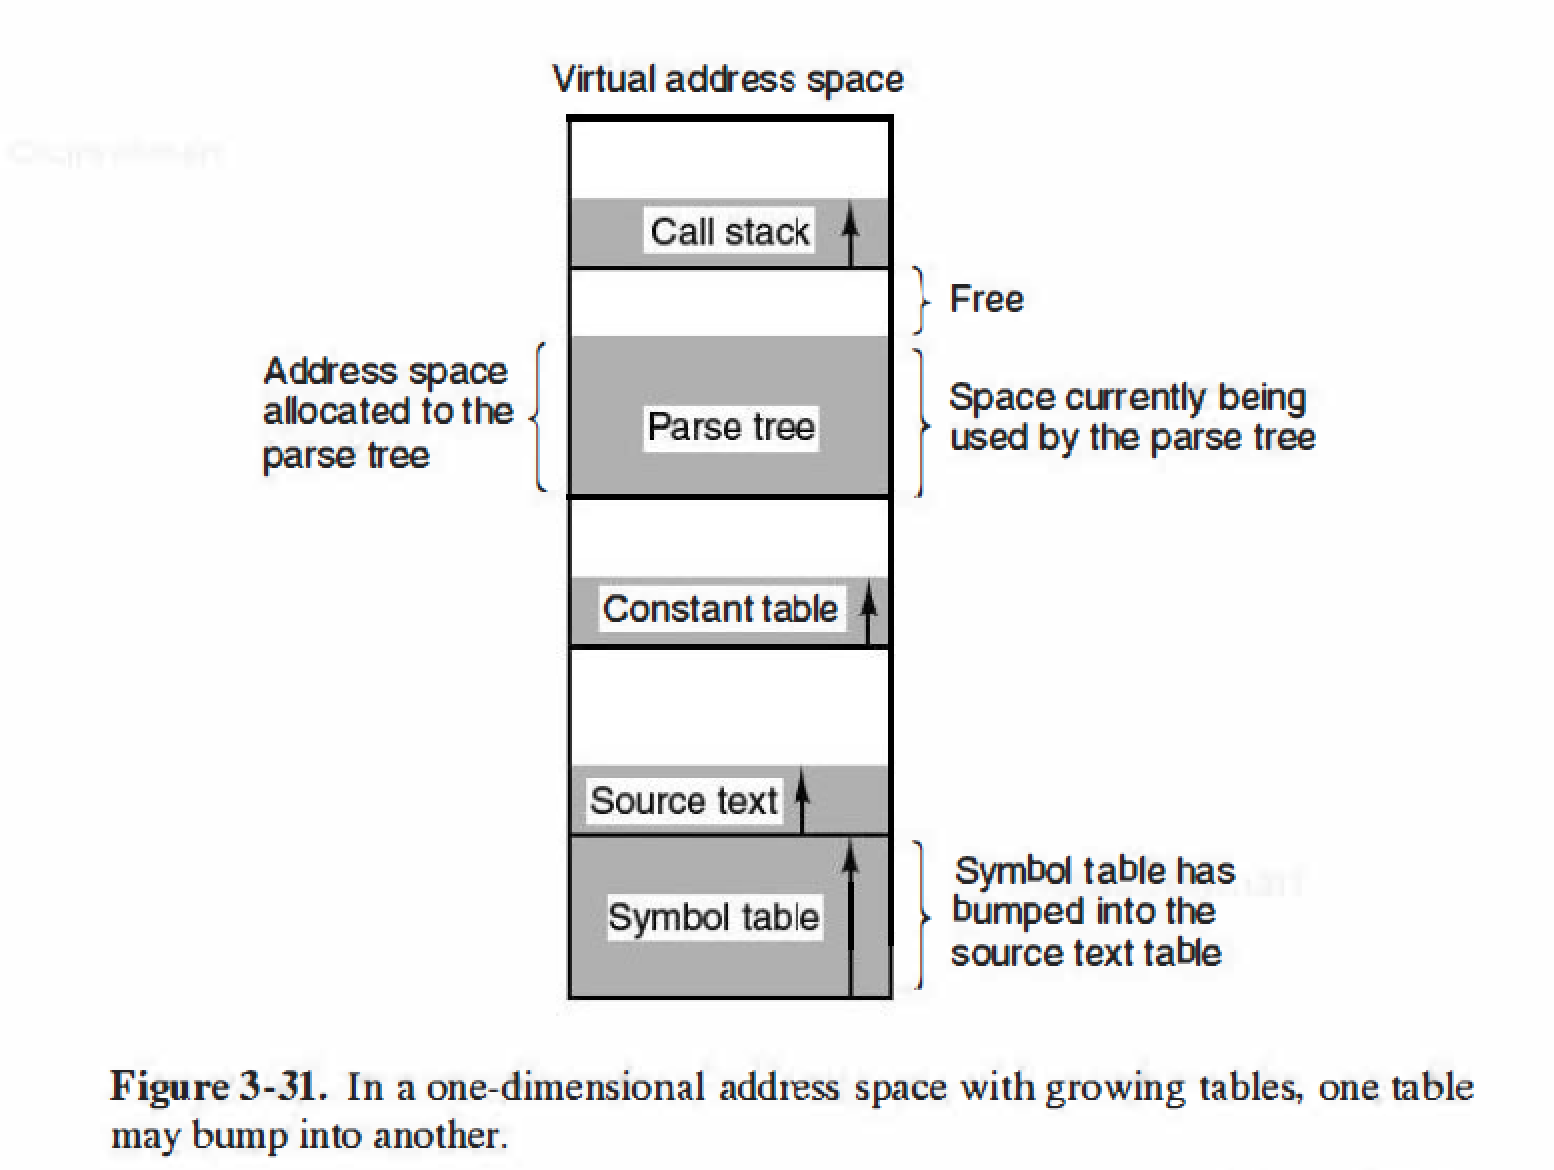 Virtual address space
Call stack
Free
Address space
allocated to the
parse tree
Parse tree
Space currently being
used by the parse tree
Constant table
Source text
Symbol table
Symbol table has
bumped into the
source text table
Figure 3-31. In a one-dimensional address space with growing tables, one table
may bump into another.